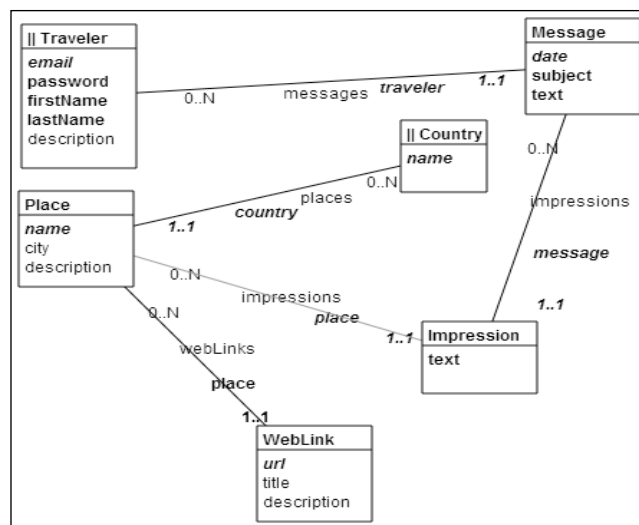 || Traveler
email
password
firstName
lastName
description
Message
date
subject
text
0..N
messages
traveler
1..1
|| Country
name
0..N
places
country
1..1
Place
name
city
description
0..N
impressions
message
1..1
0..N
impressions
place
1..1
Impression
text
0..N
webLinks
place
1..1
WebLink
url
title
description